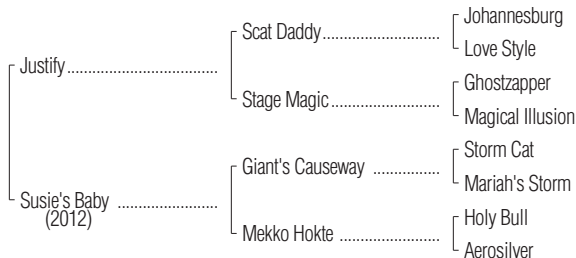 Johannesburg
Scat Daddy
Love Style
Justify
Ghostzapper
Stage Magic
Magical Illusion
Storm Cat
Giant's Causeway
Mariah's Storm
Susie's Baby
(2012)
Holy Bull
Mekko Hokte
Aerosilver